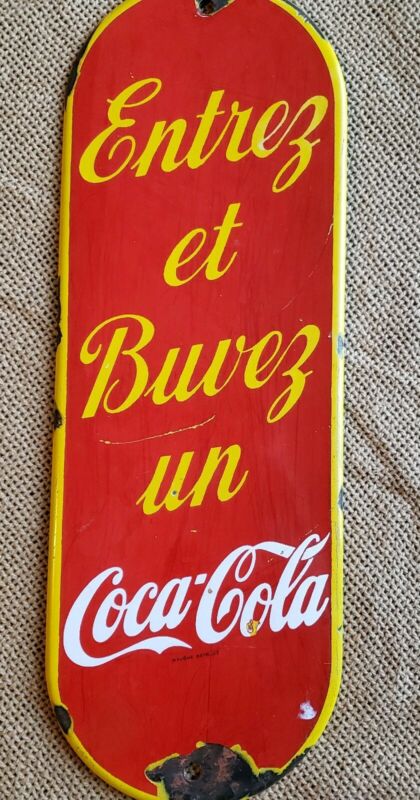 Entrez
et
Buvez
un
Coca-Cola